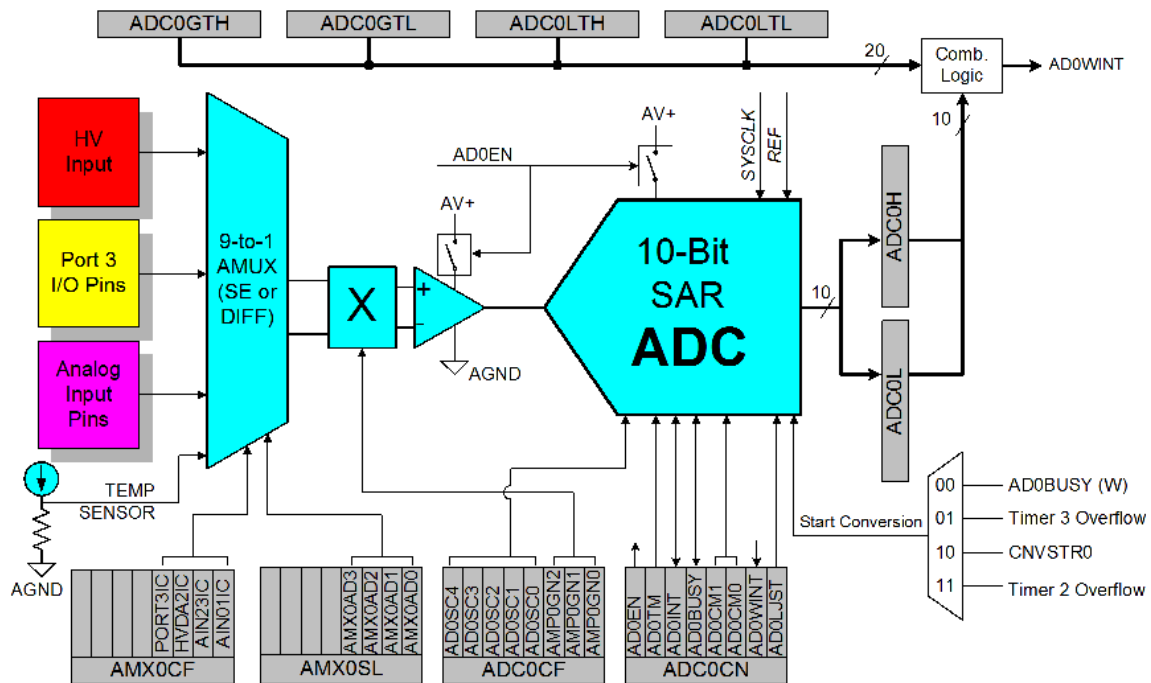 ADC0GTH
ADC0GTL
ADC0LTH
ADC0LTL
20
Comb.
Logic
AD0WINT
10
HV
Input
Port 3
I/O Pins
Analog
Input
Pins
9-to-1
AMUX
(SE or
DIFF)
X
+
-
AV+
AD0EN
AV+
AGND
SYSCLK
REF
10-Bit
SAR
ADC
10
ADC0H
ADC0L
TEMP
SENSOR
AGND
Start Conversion
00
01
10
11
AD0BUSY (W)
Timer 3 Overflow
CNVSTR0
Timer 2 Overflow
PORT3IC
HVDA2IC
AIN23IC
AIN01IC
AMX0CF
AMX0AD3
AMX0AD2
AMX0AD1
AMX0AD0
AMX0SL
AD0SC4
AD0SC3
AD0SC2
AD0SC1
AD0SC0
AMP0GN2
AMP0GN1
AMP0GN0
ADC0CF
AD0EN
AD0TM
AD0INT
AD0BUSY
AD0CM1
AD0CM0
AD0WINT
AD0LJST
ADC0CN